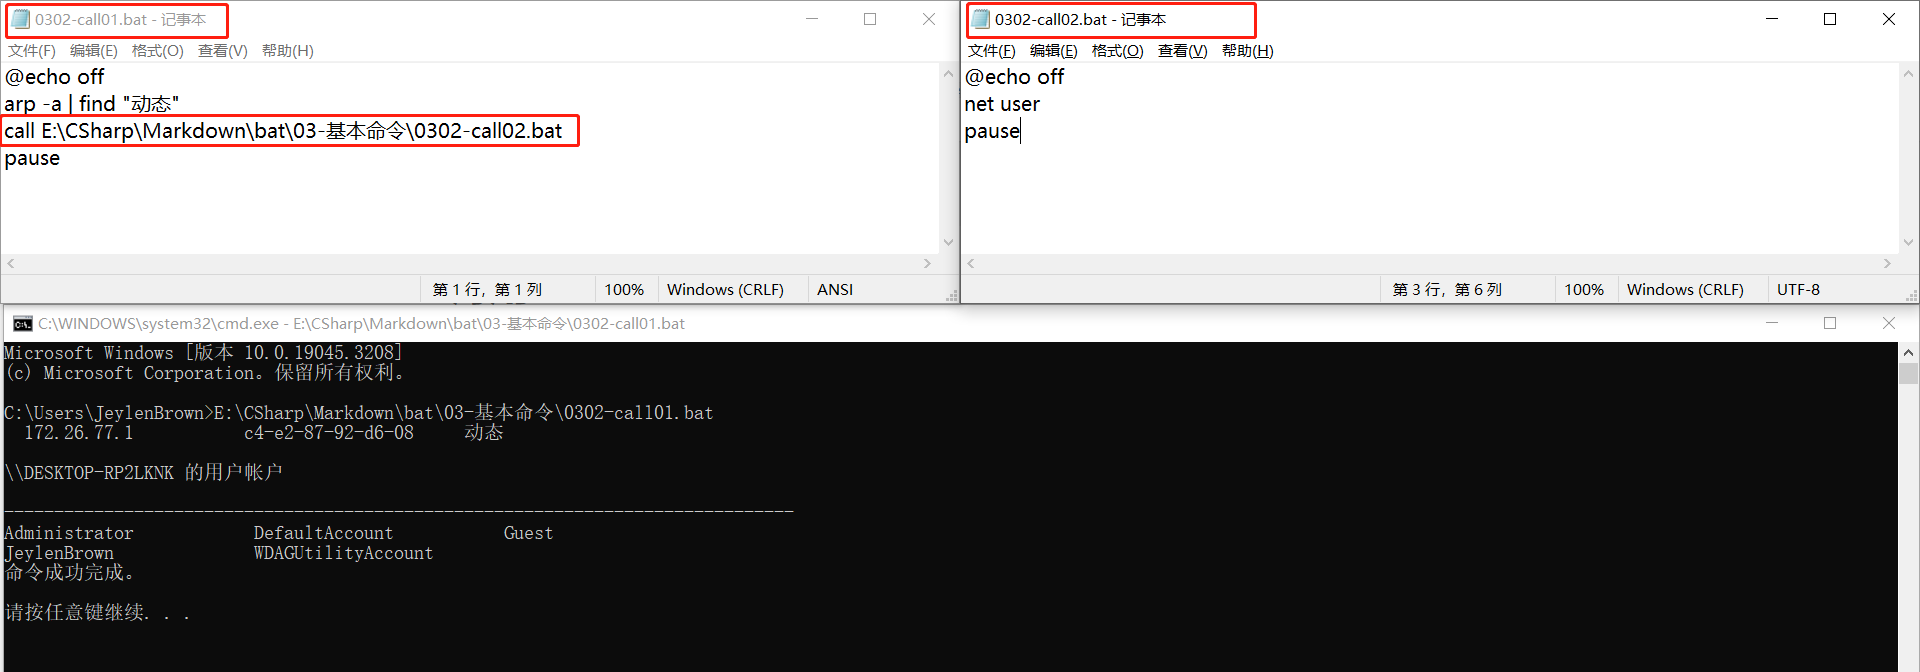 0302-call01.bat - 记事本
文件(F) 编辑(E) 格式(O) 查看(V) 帮助(H)
@echo off
arp -a | find "动态"
call E:\CSharp\Markdown\bat\03-基本命令\0302-call02.bat
pause
第 1 行，第 1 列 100% Windows (CRLF) ANSI
0302-call02.bat - 记事本
文件(F) 编辑(E) 格式(O) 查看(V) 帮助(H)
@echo off
net user
pause
第 3 行，第 6 列 100% Windows (CRLF) UTF-8
C:\WINDOWS\system32\cmd.exe - E:\CSharp\Markdown\bat\03-基本命令\0302-call01.bat
Microsoft Windows [版本 10.0.19045.3208]
(c) Microsoft Corporation。保留所有权利。
C:\Users\JeylenBrown>E:\CSharp\Markdown\bat\03-基本命令\0302-call01.bat
172.26.77.1 c4-e2-87-92-d6-08 动态
\\DESKTOP-RP2LKNK 的用户帐户
-------------------------------------------------------------------------------
Administrator DefaultAccount Guest
JeylenBrown WDAGUtilityAccount
命令成功完成。
请按任意键继续. . .